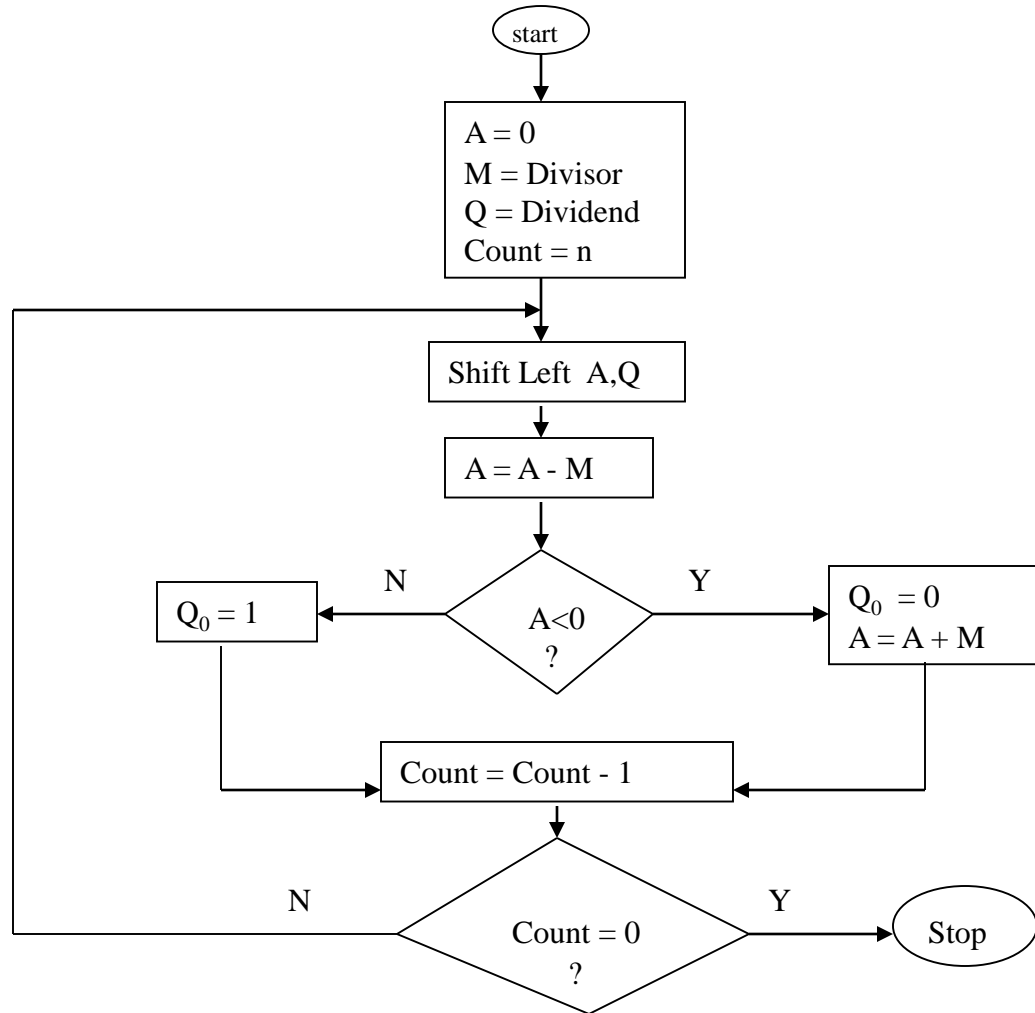 start
A = 0
M = Divisor
Q = Dividend
Count = n
Shift Left A,Q
A = A - M
N
Y
A<0
?
Q₀ = 1
Q₀ = 0
A = A + M
Count = Count - 1
N
Y
Count = 0
?
Stop